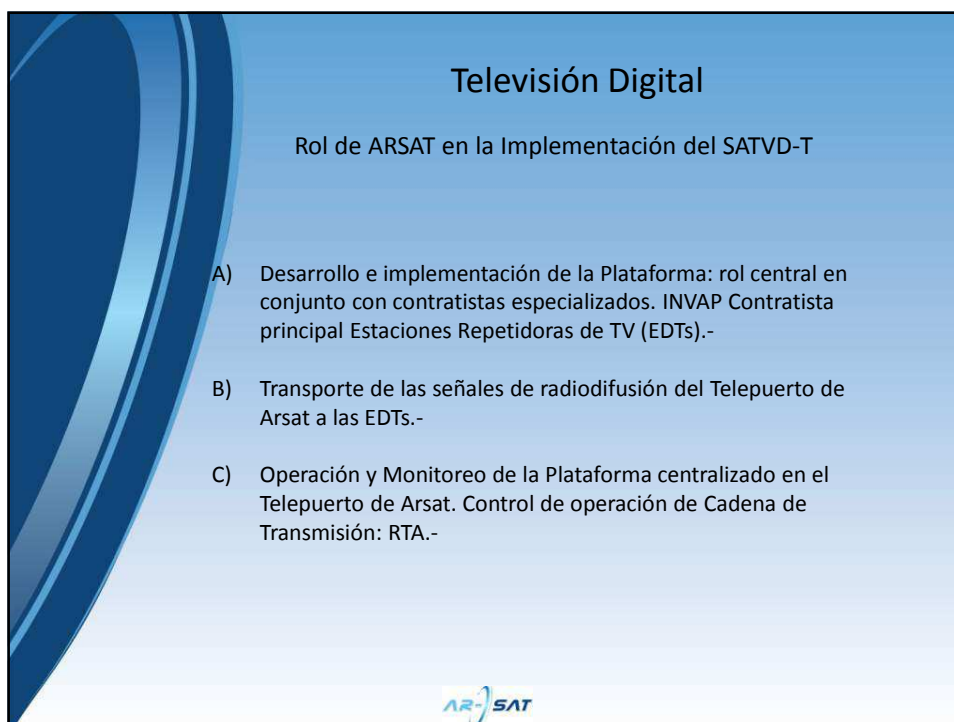 Televisión Digital
Rol de ARSAT en la Implementación del SATVD-T
A) Desarrollo e implementación de la Plataforma: rol central en
conjunto con contratistas especializados. INVAP Contratista
principal Estaciones Repetidoras de TV (EDTs).-
B) Transporte de las señales de radiodifusión del Telepuerto de
Arsat a las EDTs.-
C) Operación y Monitoreo de la Plataforma centralizado en el
Telepuerto de Arsat. Control de operación de Cadena de
Transmisión: RTA.-
AR-SAT